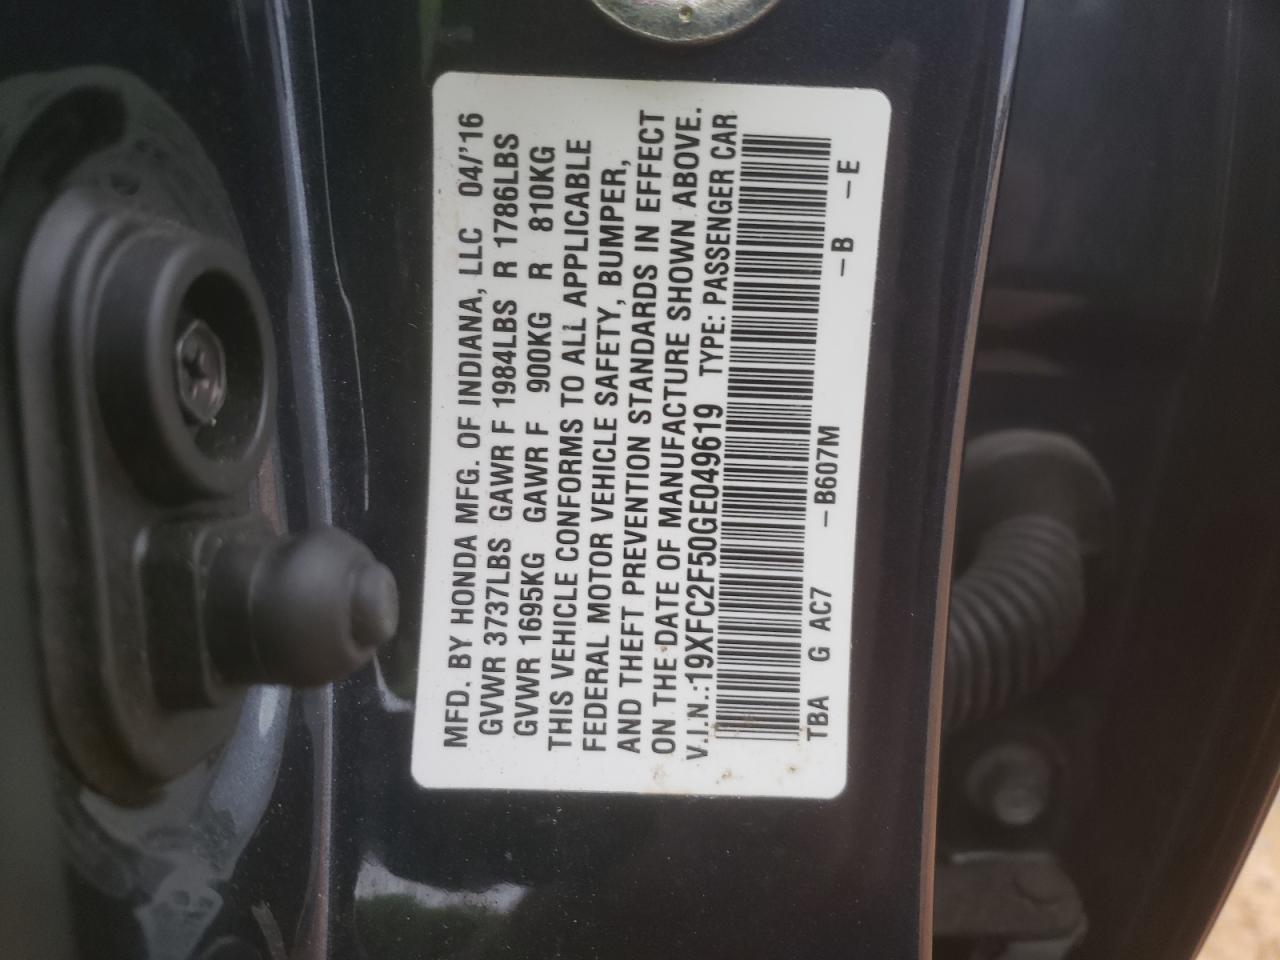 MFD. BY HONDA MFG. OF INDIANA, LLC 04/'16
GVWR 3737LBS GAWR F 1984LBS R 1786LBS
GVWR 1695KG GAWR F 900KG R 810KG
THIS VEHICLE CONFORMS TO ALL APPLICABLE
FEDERAL MOTOR VEHICLE SAFETY, BUMPER,
AND THEFT PREVENTION STANDARDS IN EFFECT
ON THE DATE OF MANUFACTURE SHOWN ABOVE.
V.I.N.:19XFC2F50GE049619 TYPE: PASSENGER CAR
TBA G AC7 –B607M –B –E